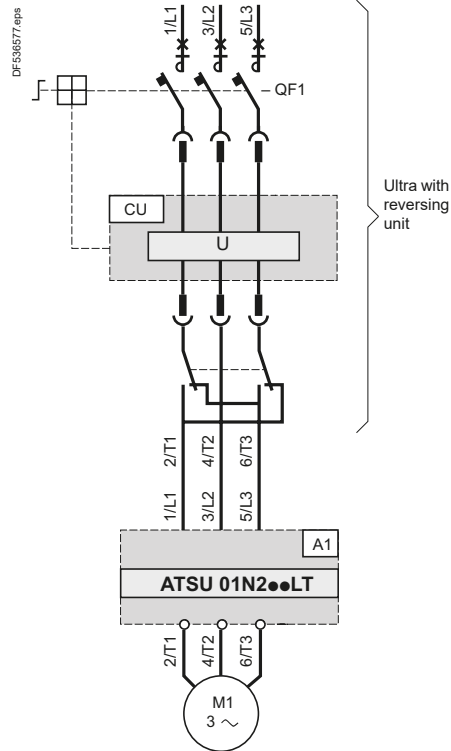 DF536577.eps
1/L1
3/L2
5/L3
QF1
CU
U
Ultra with
reversing
unit
2/T1
4/T2
6/T3
1/L1
3/L2
5/L3
A1
ATSU 01N2●●LT
2/T1
4/T2
6/T3
M1
3 ~